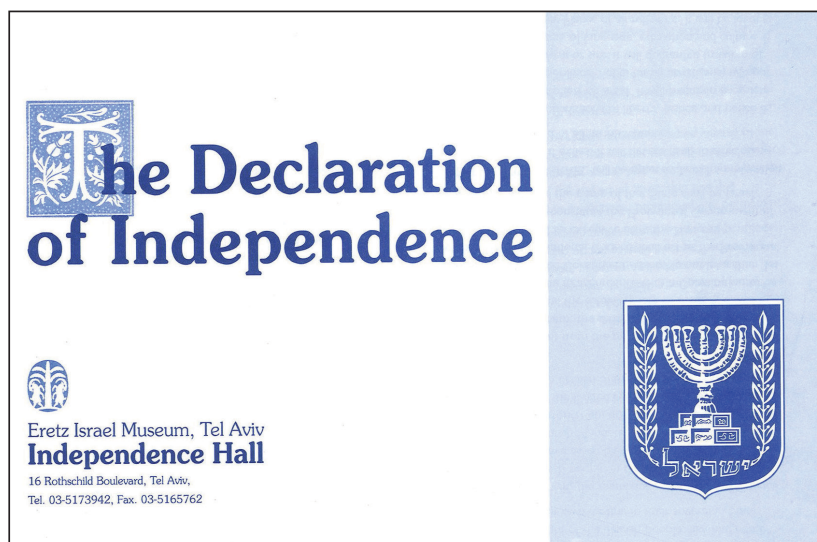 The Declaration
of Independence
Eretz Israel Museum, Tel Aviv
Independence Hall
16 Rothschild Boulevard, Tel Aviv,
Tel. 03-5173942, Fax. 03-5165762
ישראל